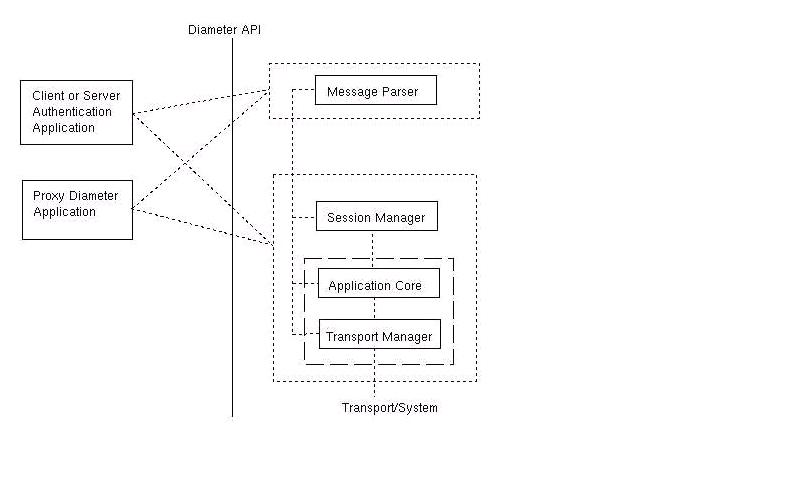 Diameter API
Client or Server
Authentication
Application
Message Parser
Proxy Diameter
Application
Session Manager
Application Core
Transport Manager
Transport/System